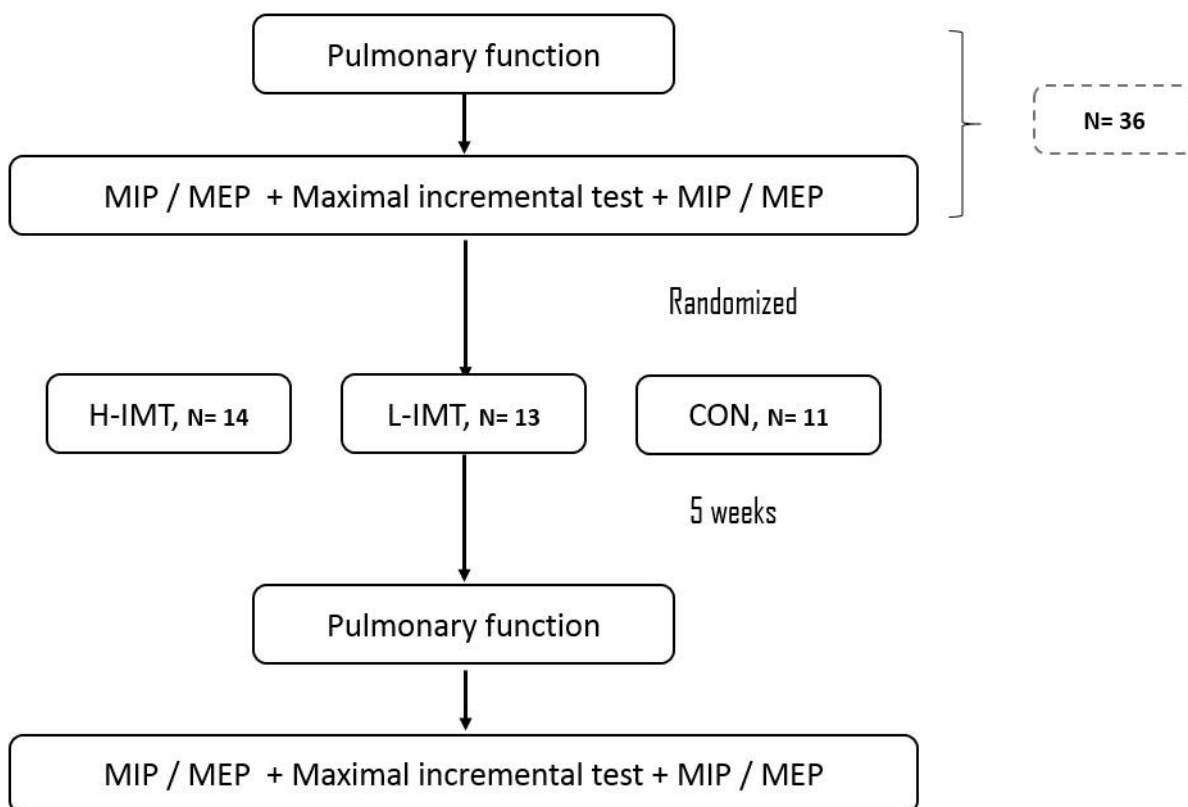 Pulmonary function
N= 36
MIP / MEP + Maximal incremental test + MIP / MEP
Randomized
H-IMT, N= 14
L-IMT, N= 13
CON, N= 11
5 weeks
Pulmonary function
MIP / MEP + Maximal incremental test + MIP / MEP